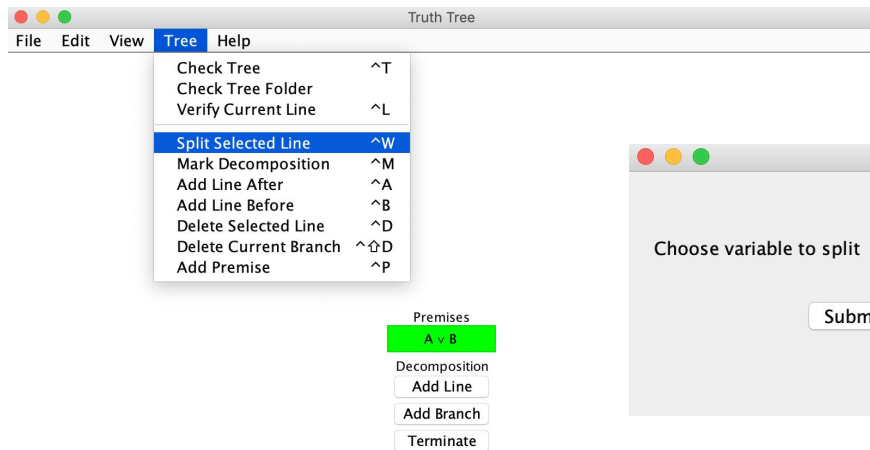 Truth Tree
File Edit View Tree Help
Check Tree ^T
Check Tree Folder
Verify Current Line ^L
Split Selected Line ^W
Mark Decomposition ^M
Add Line After ^A
Add Line Before ^B
Delete Selected Line ^D
Delete Current Branch ^⇧D
Add Premise ^P
Choose variable to split
Subm
Premises
A ∨ B
Decomposition
Add Line
Add Branch
Terminate